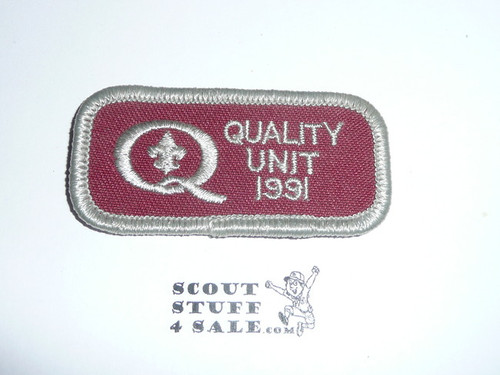 Q QUALITY
UNIT
1991
SCOUT
STUFF
4 SALE.COM